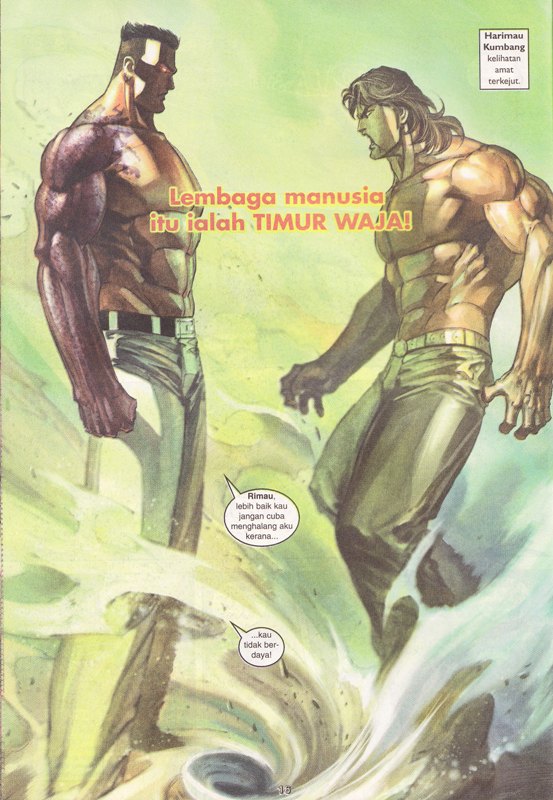 Harimau
Kumbang
kelihatan
amat
terkejut.
Lembaga manusia
itu ialah TIMUR WAJA!
Rimau,
lebih baik kau
jangan cuba
menghalang aku
kerana...
...kau
tidak ber-
daya!
16